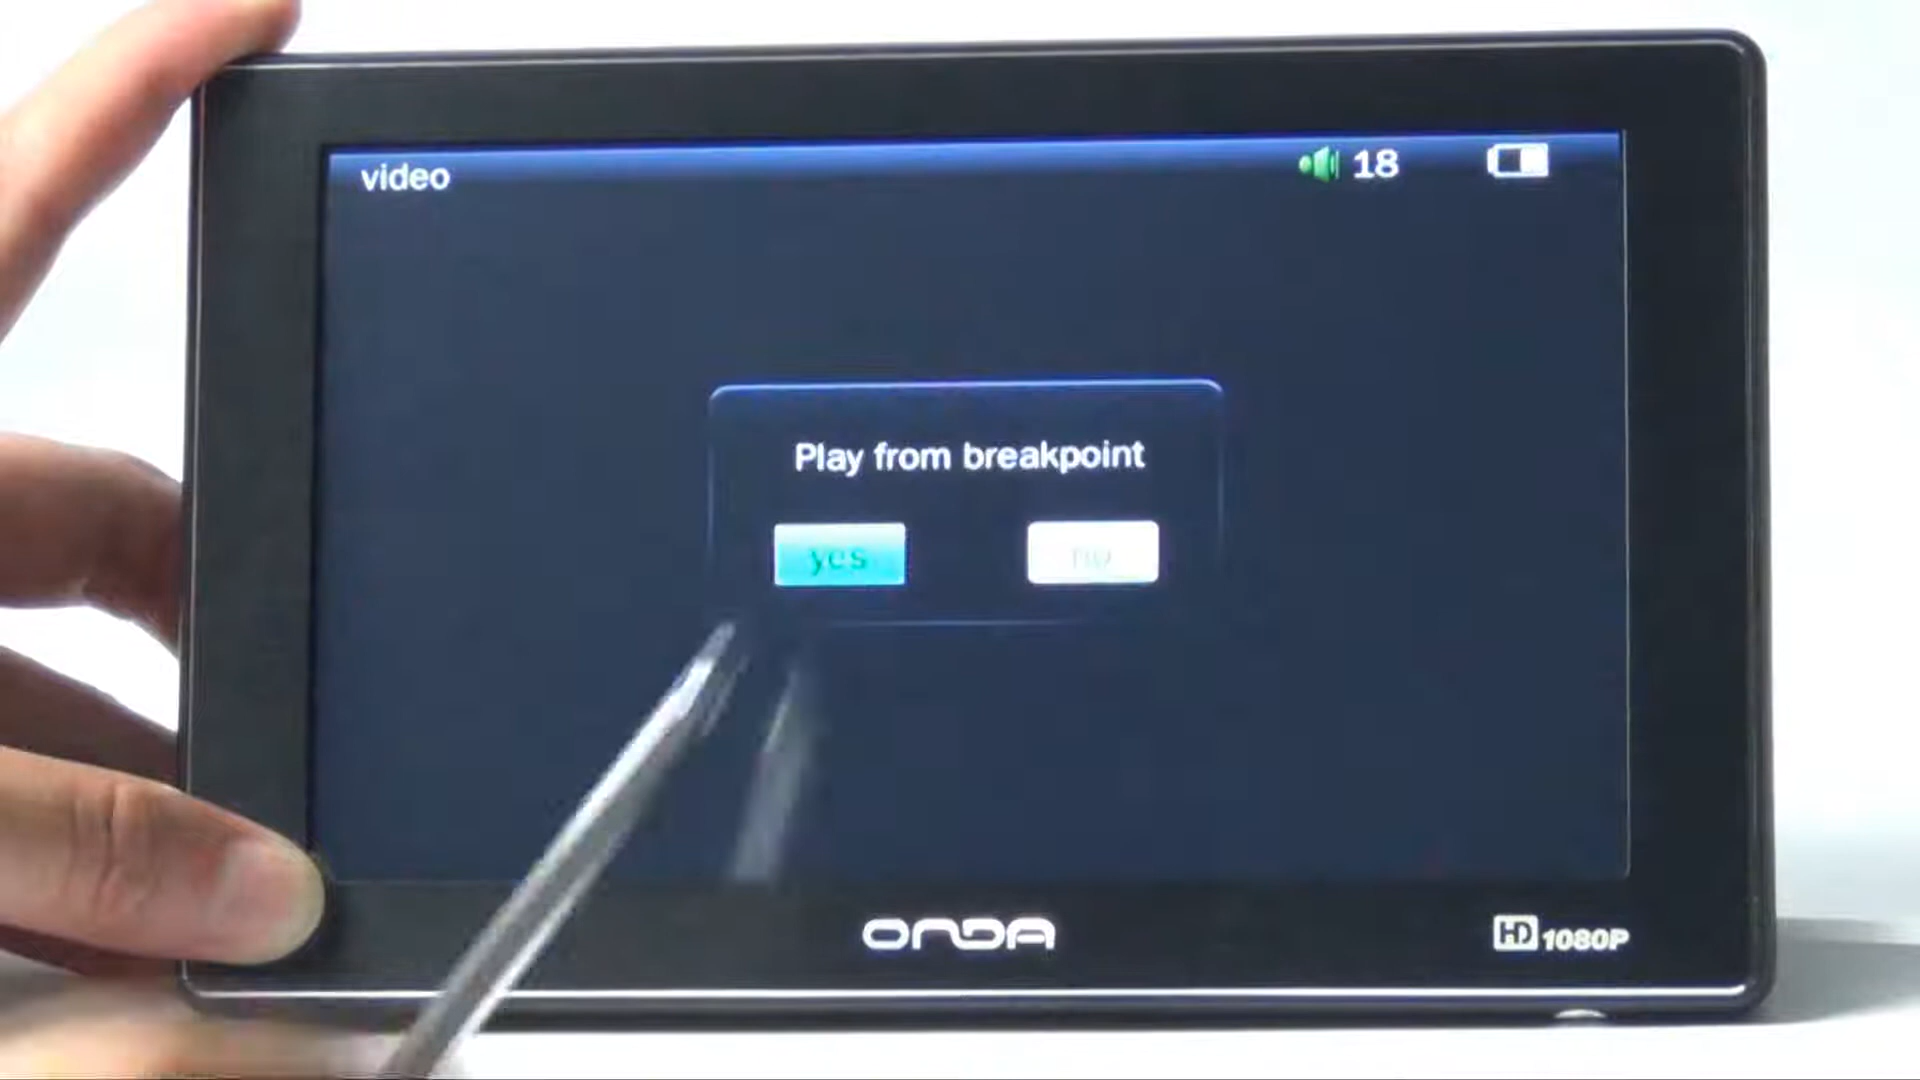 video
18
Play from breakpoint
yes
no
ONDA
HD 1080P